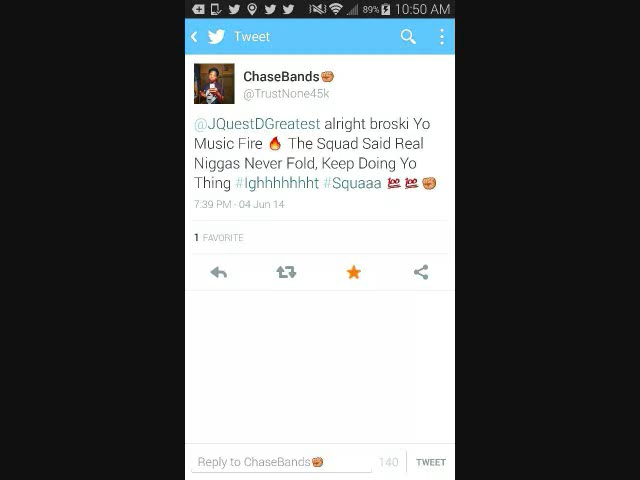 89% 10:50 AM
Tweet
ChaseBands✊
@TrustNone45k
@JQuestDGreatest alright broski Yo
Music Fire 🔥 The Squad Said Real
Niggas Never Fold, Keep Doing Yo
Thing #Ighhhhhhht #Squaaa 💯 💯 ✊
7:39 PM - 04 Jun 14
1 FAVORITE
Reply to ChaseBands✊ 140 TWEET